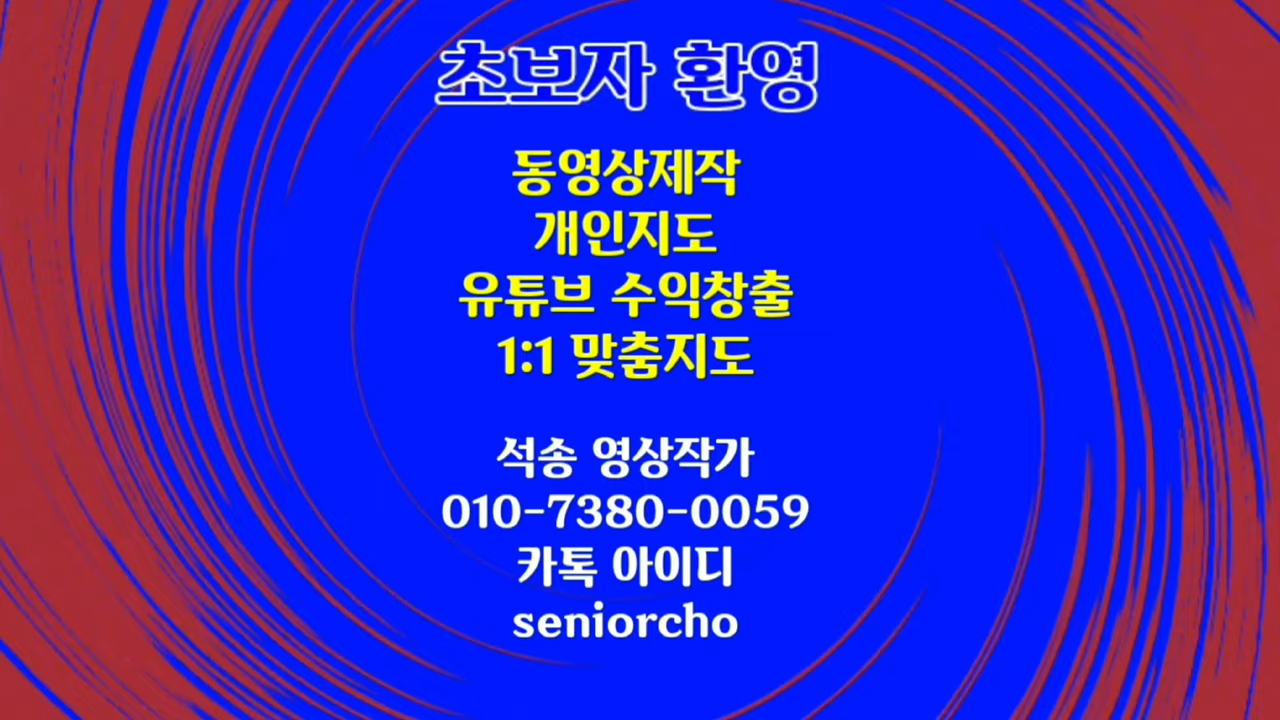 초보자 환영
동영상제작
개인지도
유튜브 수익창출
1:1 맞춤지도
석송 영상작가
010-7380-0059
카톡 아이디
seniorcho